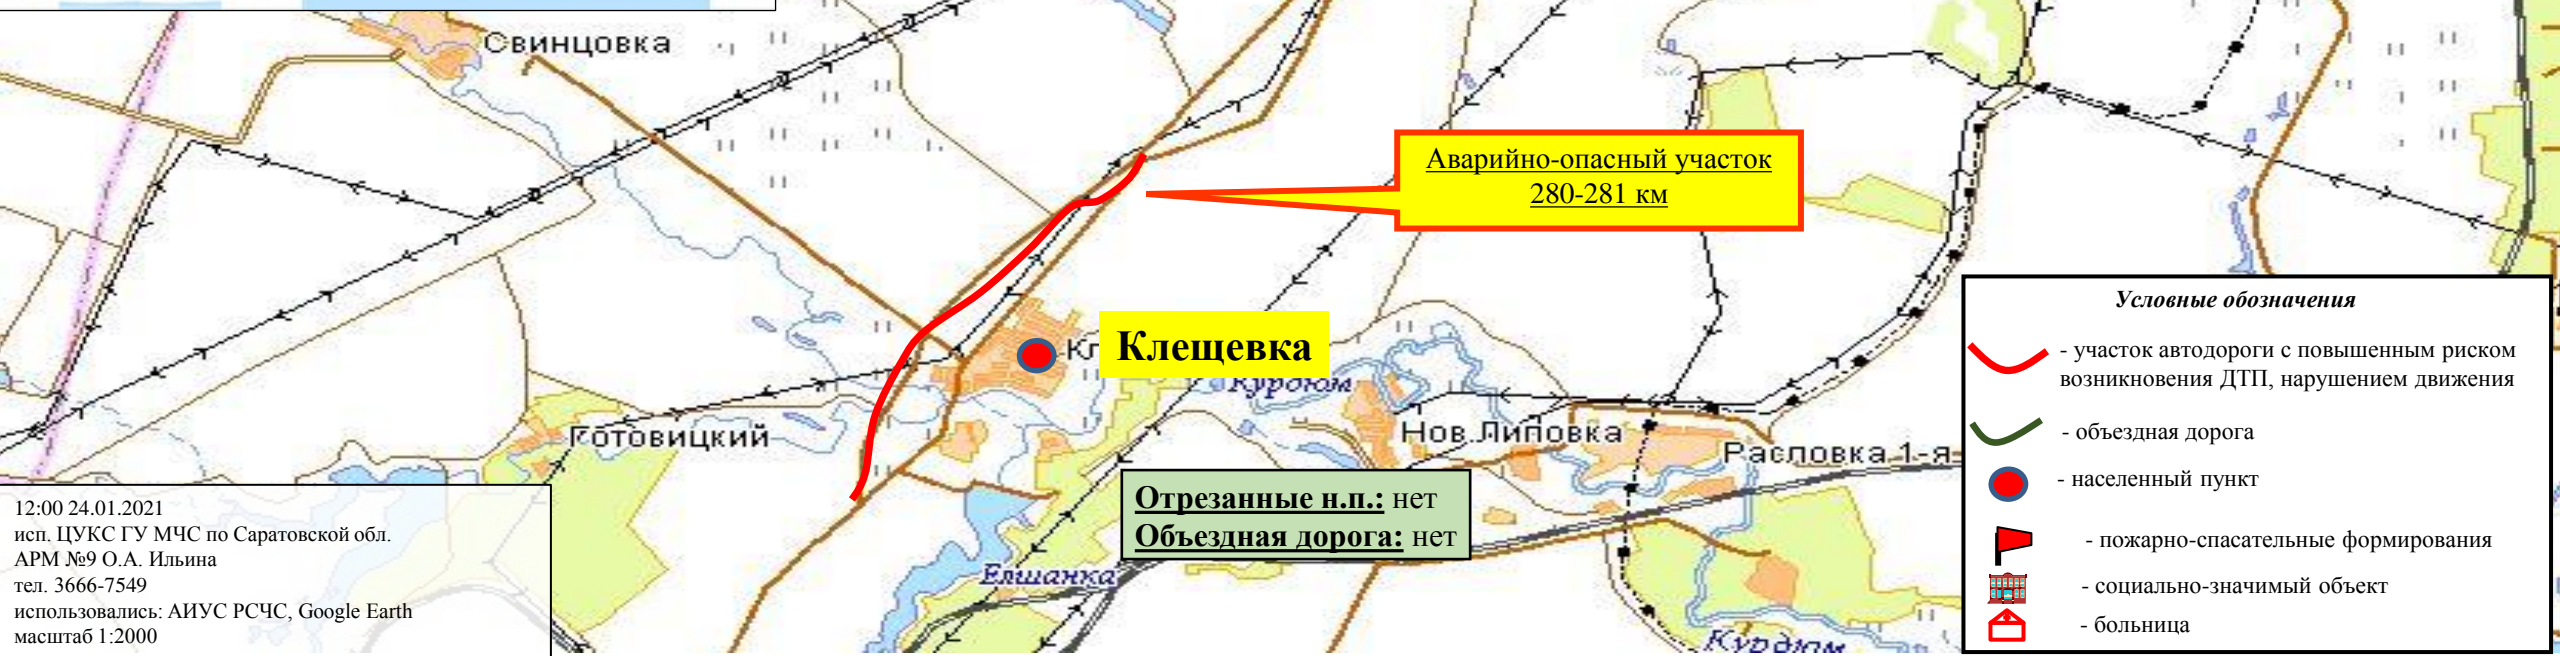 Свинцовка
Аварийно-опасный участок
280-281 км
Клещевка
Курдюм
Готовицкий
Нов.Липовка
Расловка 1-я
Отрезанные н.п.: нет
Объездная дорога: нет
Елшанка
Курдюм
12:00 24.01.2021
исп. ЦУКС ГУ МЧС по Саратовской обл.
АРМ №9 О.А. Ильина
тел. 3666-7549
использовались: АИУС РСЧС, Google Earth
масштаб 1:2000
Условные обозначения
- участок автодороги с повышенным риском
возникновения ДТП, нарушением движения
- объездная дорога
- населенный пункт
- пожарно-спасательные формирования
- социально-значимый объект
- больница